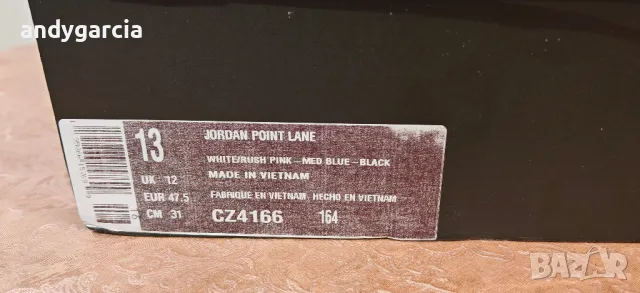 andygarcia
13
JORDAN POINT LANE
WHITE/RUSH PINK-MED BLUE-BLACK
UK 12
MADE IN VIETNAM
EUR 47.5
FABRIQUE EN VIETNAM. HECHO EN VIETNAM
CM 31
CZ4166 164
BAZAR